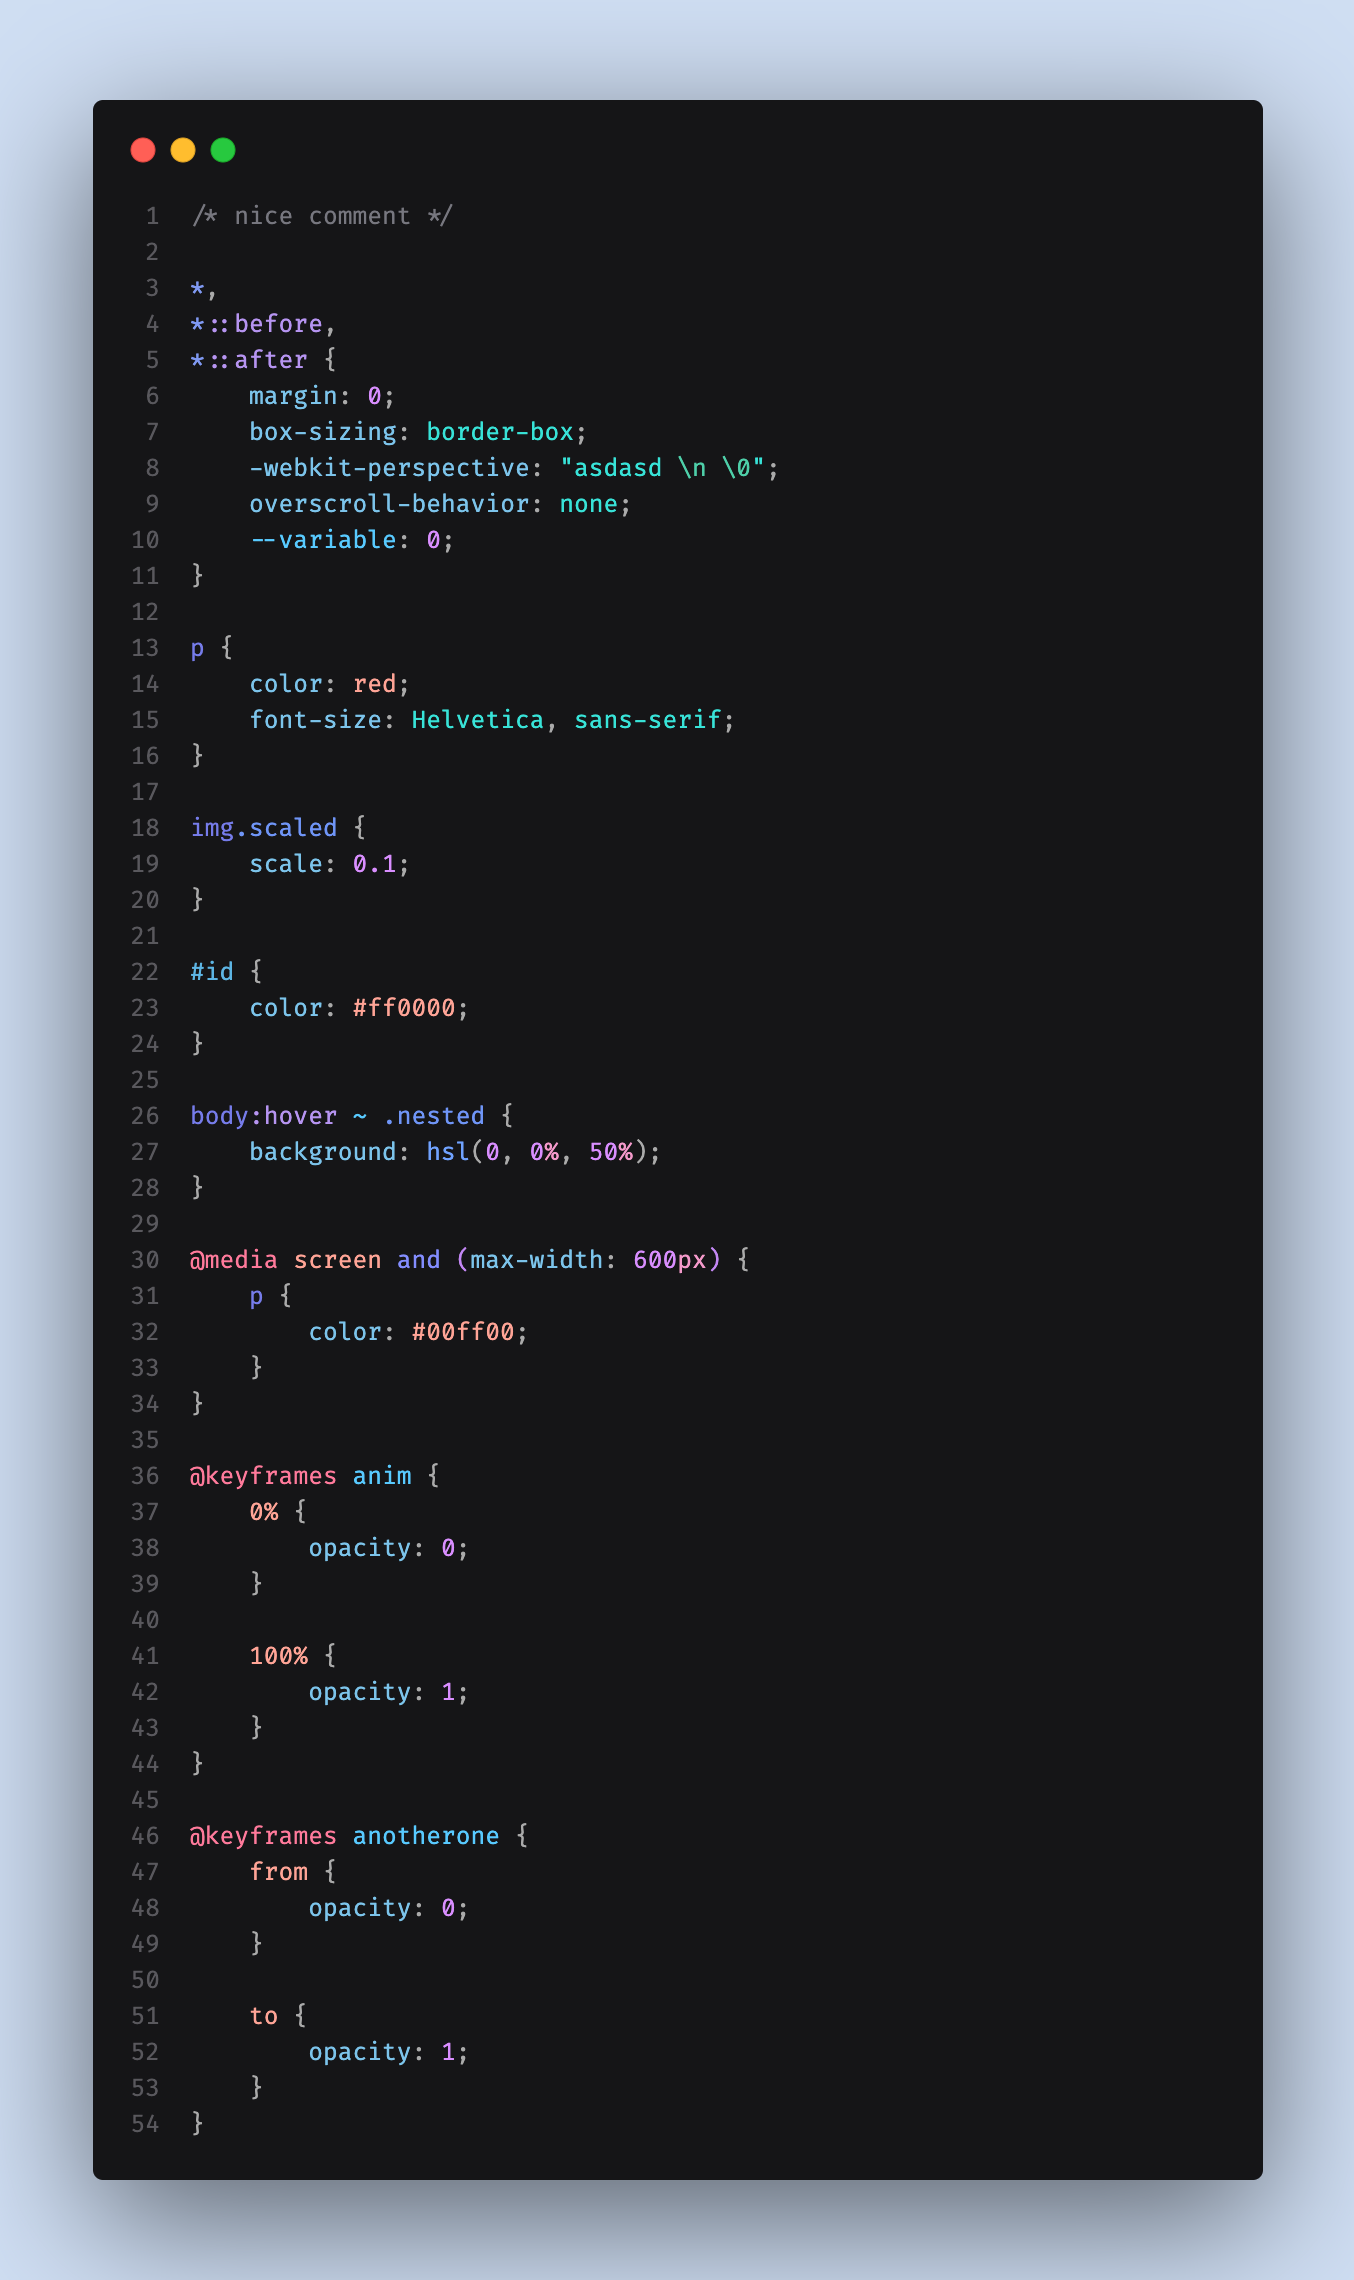 1 /* nice comment */
2
3 *,
4 *::before,
5 *::after {
6     margin: 0;
7     box-sizing: border-box;
8     -webkit-perspective: "asdasd \n \0";
9     overscroll-behavior: none;
10     --variable: 0;
11 }
12
13 p {
14     color: red;
15     font-size: Helvetica, sans-serif;
16 }
17
18 img.scaled {
19     scale: 0.1;
20 }
21
22 #id {
23     color: #ff0000;
24 }
25
26 body:hover ~ .nested {
27     background: hsl(0, 0%, 50%);
28 }
29
30 @media screen and (max-width: 600px) {
31     p {
32         color: #00ff00;
33     }
34 }
35
36 @keyframes anim {
37     0% {
38         opacity: 0;
39     }
40
41     100% {
42         opacity: 1;
43     }
44 }
45
46 @keyframes anotherone {
47     from {
48         opacity: 0;
49     }
50
51     to {
52         opacity: 1;
53     }
54 }